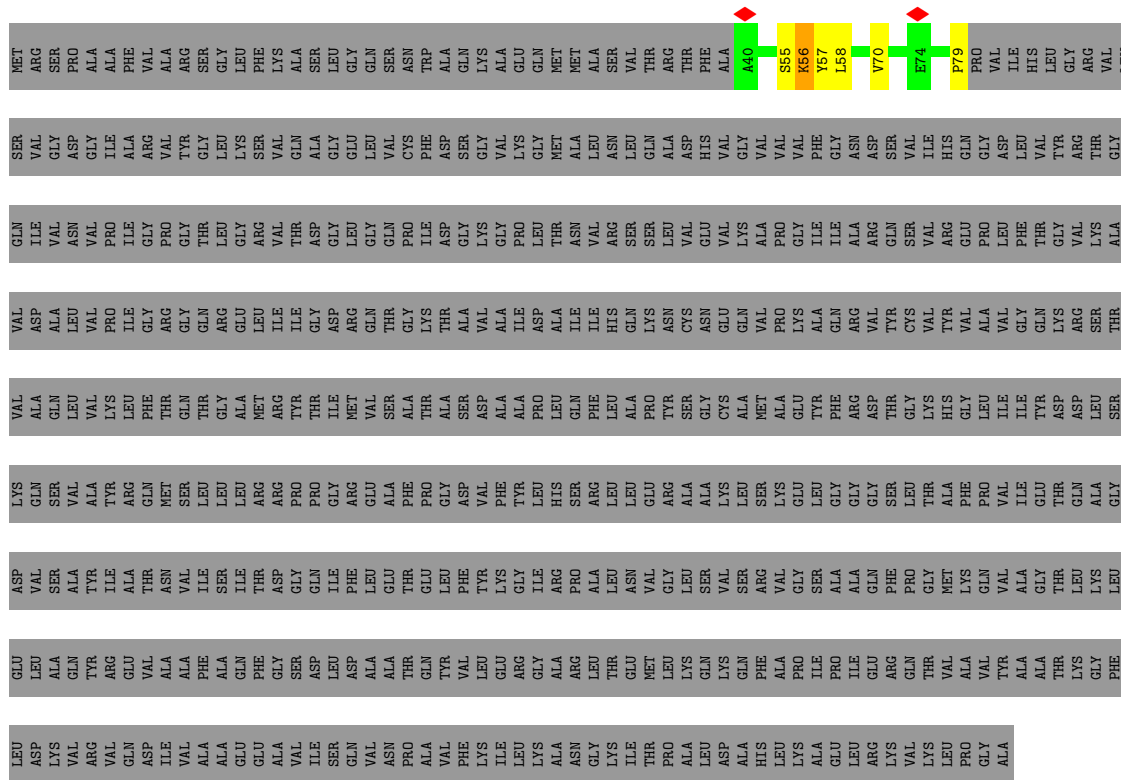 MET ARG SER PRO ALA ALA PHE VAL ALA ARG SER GLY LEU PHE LYS ALA SER LEU GLY GLN SER ASN TRP ALA GLN LYS ALA GLU GLN MET MET ALA SER VAL THR ARG THR PHE ALA A40 S55 K56 Y57 L58 V70 E74 P79 PRO VAL ILE HIS LEU GLY ARG VAL
SER VAL GLY ASP GLY ILE ALA ARG VAL TYR GLY LEU LYS SER VAL GLN ALA GLY GLU LEU VAL CYS PHE ASP SER GLY VAL LYS GLY MET ALA LEU ASN LEU GLN ALA ASP HIS VAL GLY VAL VAL VAL PHE GLY ASN ASP SER VAL ILE HIS GLN GLY ASP LEU VAL TYR ARG THR GLY
GLN ILE VAL ASN VAL PRO ILE GLY PRO GLY THR LEU GLY ARG VAL THR ASP GLY LEU GLY GLN PRO ILE ASP GLY LYS GLY PRO LEU THR ASN VAL ARG SER SER LEU VAL GLU VAL LYS ALA PRO GLY ILE ILE ALA ARG GLN SER VAL ARG GLU PRO LEU PHE THR GLY VAL LYS ALA
VAL ASP ALA LEU VAL PRO ILE GLY ARG GLY GLN ARG GLU LEU ILE ILE GLY ASP ARG GLN THR GLY LYS THR ALA VAL ALA ILE ASP ALA ILE ILE HIS GLN LYS ASN CYS ASN GLU GLN VAL PRO LYS ALA GLN ARG VAL TYR CYS VAL TYR VAL ALA VAL GLY GLN LYS ARG SER THR
VAL ALA GLN LEU VAL LYS LEU PHE THR GLN THR GLY ALA MET ARG TYR THR ILE MET VAL SER ALA THR ALA SER ASP ALA ALA PRO LEU GLN PHE LEU ALA PRO TYR SER GLY CYS ALA MET ALA GLU TYR PHE ARG ASP THR GLY LYS HIS GLY LEU ILE ILE TYR ASP ASP LEU SER
LYS GLN SER VAL ALA TYR ARG GLN MET SER LEU LEU LEU ARG ARG PRO PRO GLY ARG GLU ALA PHE PRO GLY ASP VAL PHE TYR LEU HIS SER ARG LEU LEU GLU ARG ALA ALA LYS LEU SER LYS GLU LEU GLY GLY GLY SER LEU THR ALA PHE PRO VAL ILE GLU THR GLN ALA GLY
ASP VAL SER ALA TYR ILE ALA THR ASN VAL ILE SER ILE THR ASP GLY GLN ILE PHE LEU GLU THR GLU LEU PHE TYR LYS GLY ILE ARG PRO ALA LEU ASN VAL GLY LEU SER VAL SER ARG VAL GLY SER ALA ALA GLN PHE PRO GLY MET LYS GLN VAL ALA GLY THR LEU LYS LEU
GLU LEU ALA GLN TYR ARG GLU VAL ALA ALA PHE ALA GLN PHE GLY SER ASP LEU ASP ALA ALA THR GLN TYR VAL LEU GLU ARG GLY ALA ARG LEU THR GLU MET LEU LYS GLN LYS GLN PHE ALA PRO ILE PRO ILE GLU ARG GLN THR VAL ALA VAL TYR ALA ALA THR LYS GLY PHE
LEU ASP LYS VAL ARG VAL GLN ASP ILE VAL ALA ALA GLU GLU ALA VAL ILE SER GLN VAL ASN PRO ALA VAL PHE LYS ILE LEU LYS ALA ASN GLY LYS ILE THR PRO ALA LEU ASP ALA HIS LEU LYS ALA GLU LEU ARG LYS VAL LYS LEU PRO GLY ALA